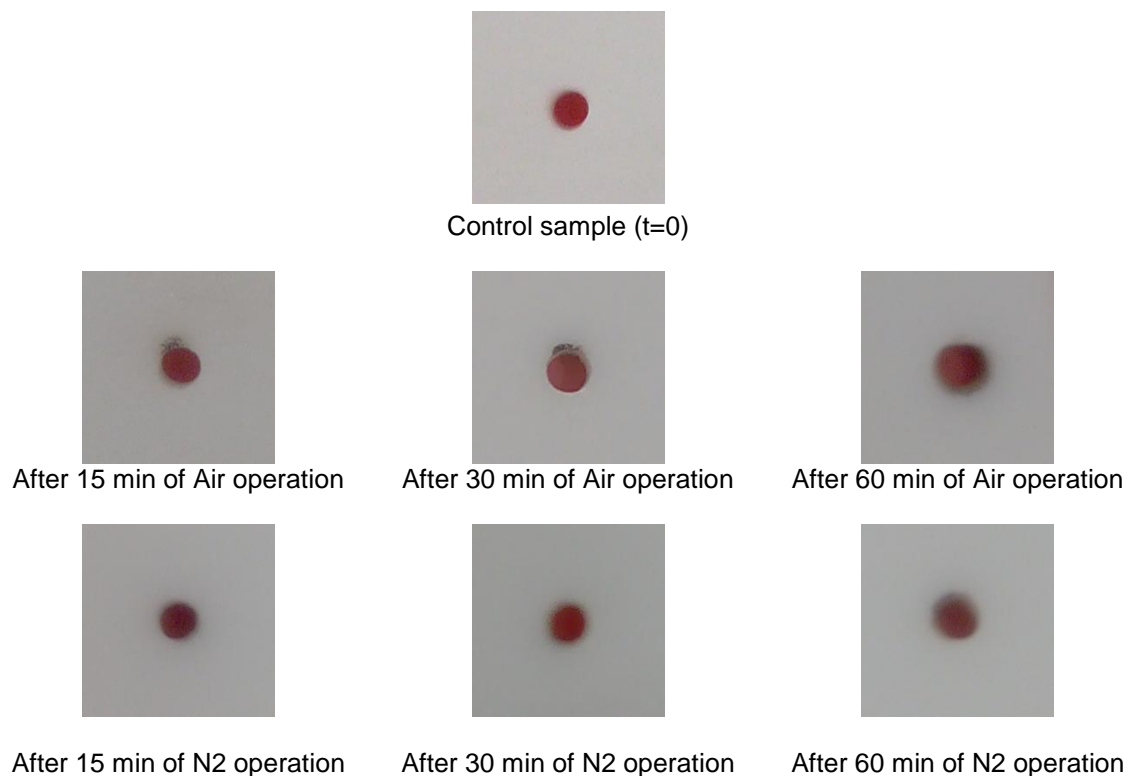 Control sample (t=0)
After 15 min of Air operation
After 30 min of Air operation
After 60 min of Air operation
After 15 min of N2 operation
After 30 min of N2 operation
After 60 min of N2 operation